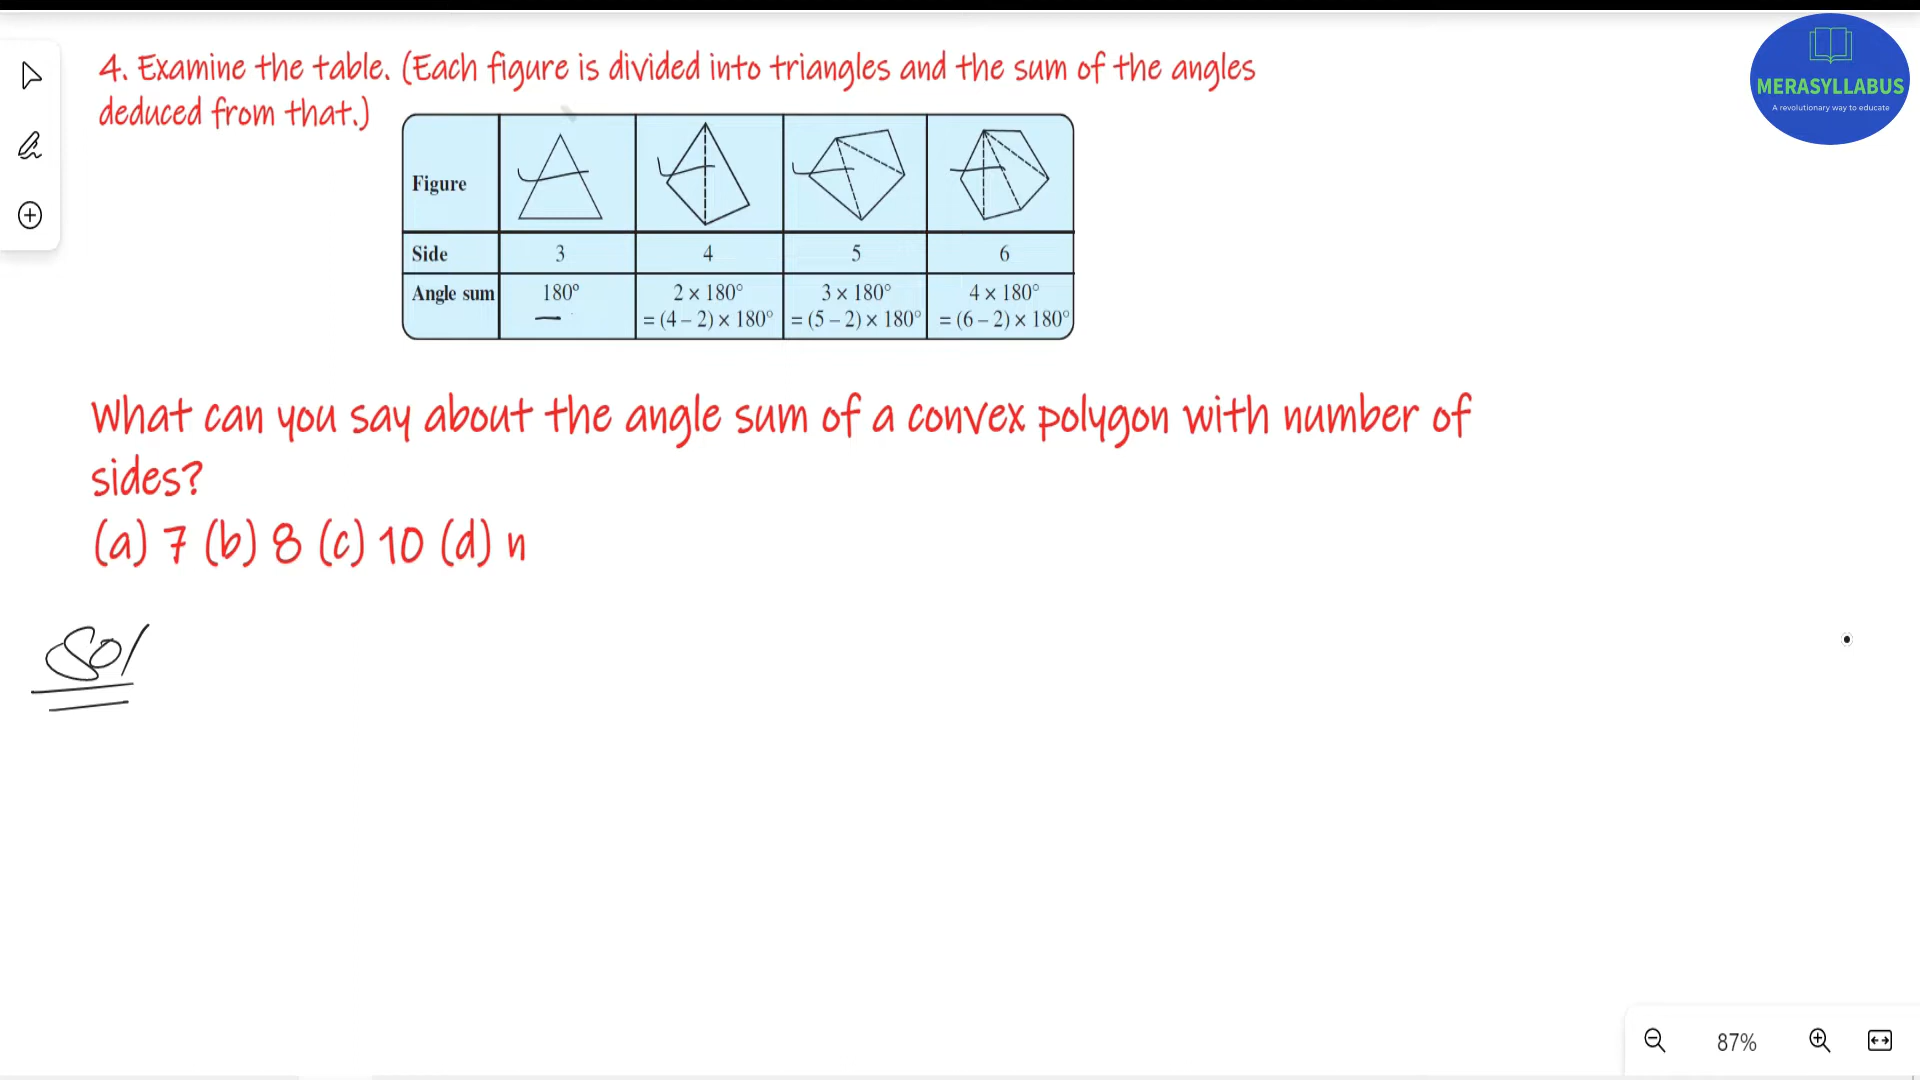 4. Examine the table. (Each figure is divided into triangles and the sum of the angles
deduced from that.)
MERASYLLABUS
A revolutionary way to educate
Figure
Side 3 4 5 6
Angle sum 180° 2 × 180° 3 × 180° 4 × 180°
= (4 – 2) × 180° = (5 – 2) × 180° = (6 – 2) × 180°
What can you say about the angle sum of a convex polygon with number of
sides?
(a) 7 (b) 8 (c) 10 (d) n
Sol
87%